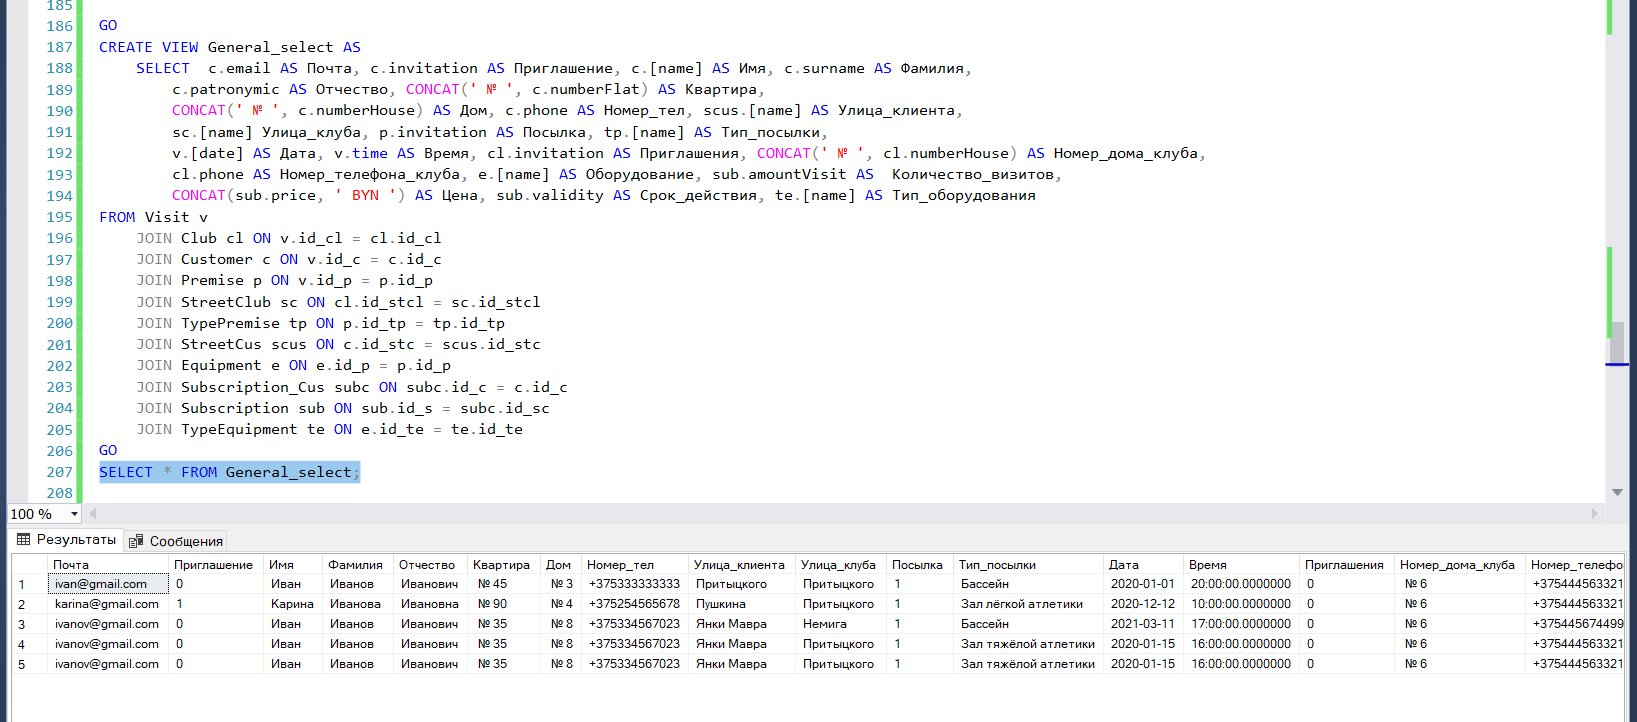 185
186 GO
187 CREATE VIEW General_select AS
188 SELECT c.email AS Почта, c.invitation AS Приглашение, c.[name] AS Имя, c.surname AS Фамилия,
189 c.patronymic AS Отчество, CONCAT(' № ', c.numberFlat) AS Квартира,
190 CONCAT(' № ', c.numberHouse) AS Дом, c.phone AS Номер_тел, scus.[name] AS Улица_клиента,
191 sc.[name] Улица_клуба, p.invitation AS Посылка, tp.[name] AS Тип_посылки,
192 v.[date] AS Дата, v.time AS Время, cl.invitation AS Приглашения, CONCAT(' № ', cl.numberHouse) AS Номер_дома_клуба,
193 cl.phone AS Номер_телефона_клуба, e.[name] AS Оборудование, sub.amountVisit AS Количество_визитов,
194 CONCAT(sub.price, ' BYN ') AS Цена, sub.validity AS Срок_действия, te.[name] AS Тип_оборудования
195 FROM Visit v
196 JOIN Club cl ON v.id_cl = cl.id_cl
197 JOIN Customer c ON v.id_c = c.id_c
198 JOIN Premise p ON v.id_p = p.id_p
199 JOIN StreetClub sc ON cl.id_stcl = sc.id_stcl
200 JOIN TypePremise tp ON p.id_tp = tp.id_tp
201 JOIN StreetCus scus ON c.id_stc = scus.id_stc
202 JOIN Equipment e ON e.id_p = p.id_p
203 JOIN Subscription_Cus subc ON subc.id_c = c.id_c
204 JOIN Subscription sub ON sub.id_s = subc.id_sc
205 JOIN TypeEquipment te ON e.id_te = te.id_te
206 GO
207 SELECT * FROM General_select;
208
100 %
Результаты Сообщения
Почта Приглашение Имя Фамилия Отчество Квартира Дом Номер_тел Улица_клиента Улица_клуба Посылка Тип_посылки Дата Время Приглашения Номер_дома_клуба Номер_телефо
1 ivan@gmail.com 0 Иван Иванов Иванович № 45 № 3 +375333333333 Притыцкого Притыцкого 1 Бассейн 2020-01-01 20:00:00.0000000 0 № 6 +375444563321
2 karina@gmail.com 1 Карина Иванова Ивановна № 90 № 4 +375254565678 Пушкина Притыцкого 1 Зал лёгкой атлетики 2020-12-12 10:00:00.0000000 0 № 6 +375444563321
3 ivanov@gmail.com 0 Иван Иванов Иванович № 35 № 8 +375334567023 Янки Мавра Немига 1 Бассейн 2021-03-11 17:00:00.0000000 0 № 6 +375445674499
4 ivanov@gmail.com 0 Иван Иванов Иванович № 35 № 8 +375334567023 Янки Мавра Притыцкого 1 Зал тяжёлой атлетики 2020-01-15 16:00:00.0000000 0 № 6 +375444563321
5 ivanov@gmail.com 0 Иван Иванов Иванович № 35 № 8 +375334567023 Янки Мавра Притыцкого 1 Зал тяжёлой атлетики 2020-01-15 16:00:00.0000000 0 № 6 +375444563321